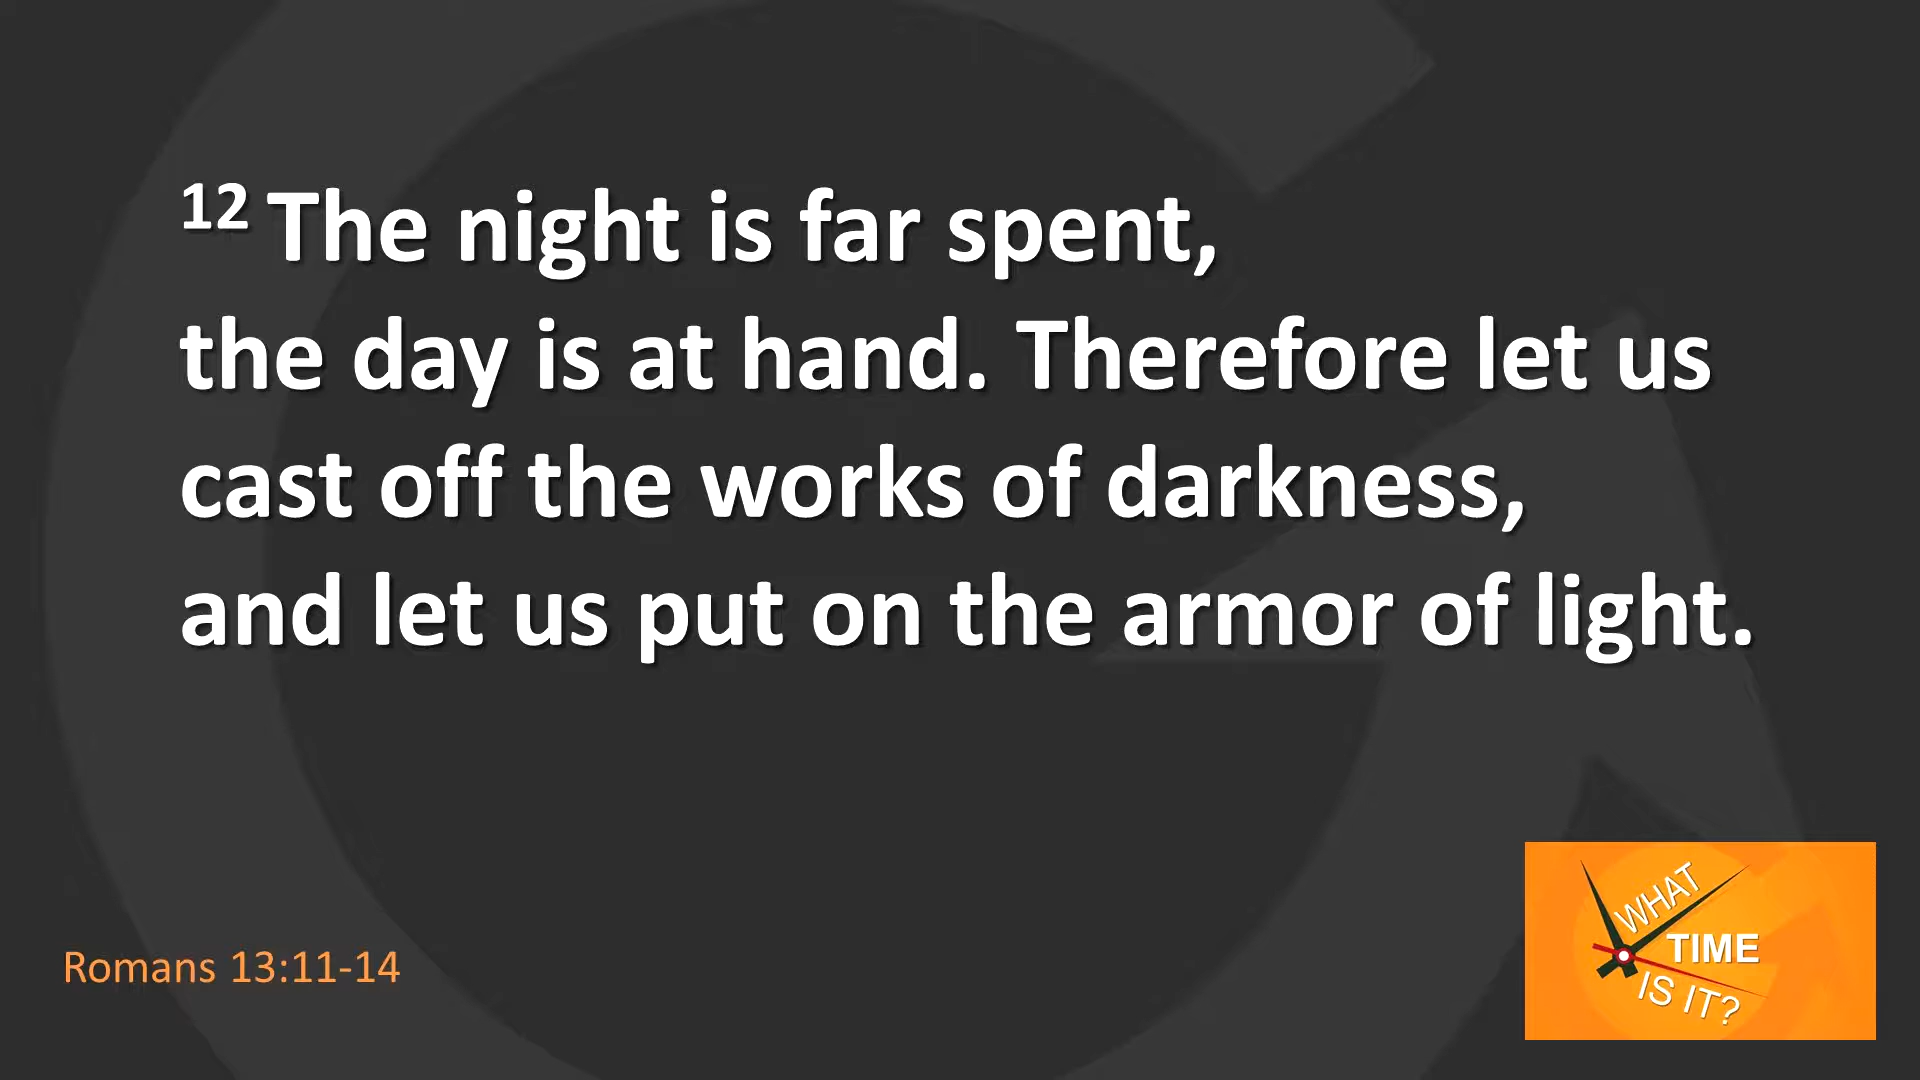 12 The night is far spent,
the day is at hand. Therefore let us
cast off the works of darkness,
and let us put on the armor of light.
Romans 13:11-14
WHAT
TIME
IS IT?